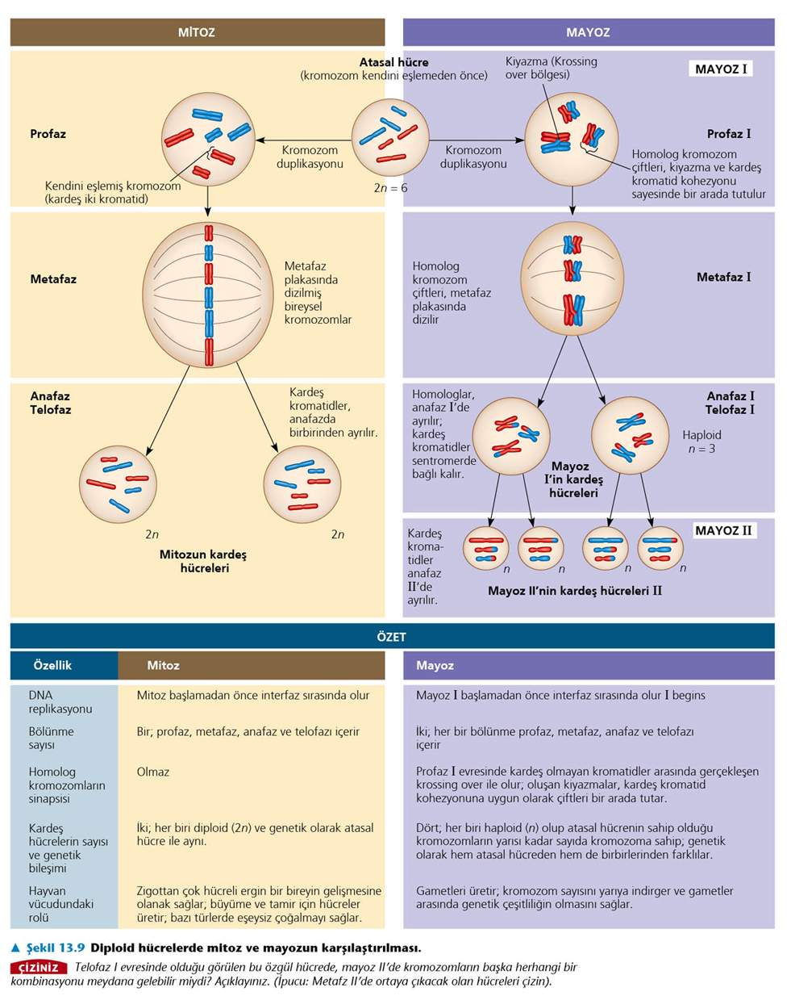 MİTOZ
MAYOZ
Atasal hücre
(kromozom kendini eşlemeden önce)
Kiyazma (Krossing
over bölgesi)
MAYOZ I
Profaz
Profaz I
Kromozom
duplikasyonu
Kromozom
duplikasyonu
Homolog kromozom
çiftleri, kiyazma ve kardeş
kromatid kohezyonu
sayesinde bir arada tutulur
Kendini eşlemiş kromozom
(kardeş iki kromatid)
2n = 6
Metafaz
Metafaz
plakasında
dizilmiş
bireysel
kromozomlar
Homolog
kromozom
çiftleri, metafaz
plakasında
dizilir
Metafaz I
Anafaz
Telofaz
Kardeş
kromatidler,
anafazda
birbirinden ayrılır.
Homologlar,
anafaz I'de
ayrılır;
kardeş
kromatidler
sentromerde
bağlı kalır.
Anafaz I
Telofaz I
Haploid
n = 3
Mayoz
I'in kardeş
hücreleri
2n
2n
Mitozun kardeş
hücreleri
Kardeş
kroma-
tidler
anafaz
II'de
ayrılır.
MAYOZ II
n
n
n
n
Mayoz II'nin kardeş hücreleri II
ÖZET
Özellik
Mitoz
Mayoz
DNA
replikasyonu
Mitoz başlamadan önce interfaz sırasında olur
Mayoz I başlamadan önce interfaz sırasında olur I begins
Bölünme
sayısı
Bir; profaz, metafaz, anafaz ve telofazı içerir
İki; her bir bölünme profaz, metafaz, anafaz ve telofazı
içerir
Homolog
kromozomların
sinapsisi
Olmaz
Profaz I evresinde kardeş olmayan kromatidler arasında gerçekleşen
krossing over ile olur; oluşan kiyazmalar, kardeş kromatid
kohezyonuna uygun olarak çiftleri bir arada tutar.
Kardeş
hücrelerin sayısı
ve genetik
bileşimi
İki; her biri diploid (2n) ve genetik olarak atasal
hücre ile aynı.
Dört; her biri haploid (n) olup atasal hücrenin sahip olduğu
kromozomların yarısı kadar sayıda kromozoma sahip; genetik
olarak hem atasal hücreden hem de birbirlerinden farklılar.
Hayvan
vücudundaki
rolü
Zigottan çok hücreli ergin bir bireyin gelişmesine
olanak sağlar; büyüme ve tamir için hücreler
üretir; bazı türlerde eşeysiz çoğalmayı sağlar.
Gametleri üretir; kromozom sayısını yarıya indirger ve gametler
arasında genetik çeşitliliğin olmasını sağlar.
▲ Şekil 13.9 Diploid hücrelerde mitoz ve mayozun karşılaştırılması.
ÇİZİNİZ Telofaz I evresinde olduğu görülen bu özgül hücrede, mayoz II'de kromozomların başka herhangi bir
kombinasyonu meydana gelebilir miydi? Açıklayınız. (İpucu: Metafz II'de ortaya çıkacak olan hücreleri çizin).